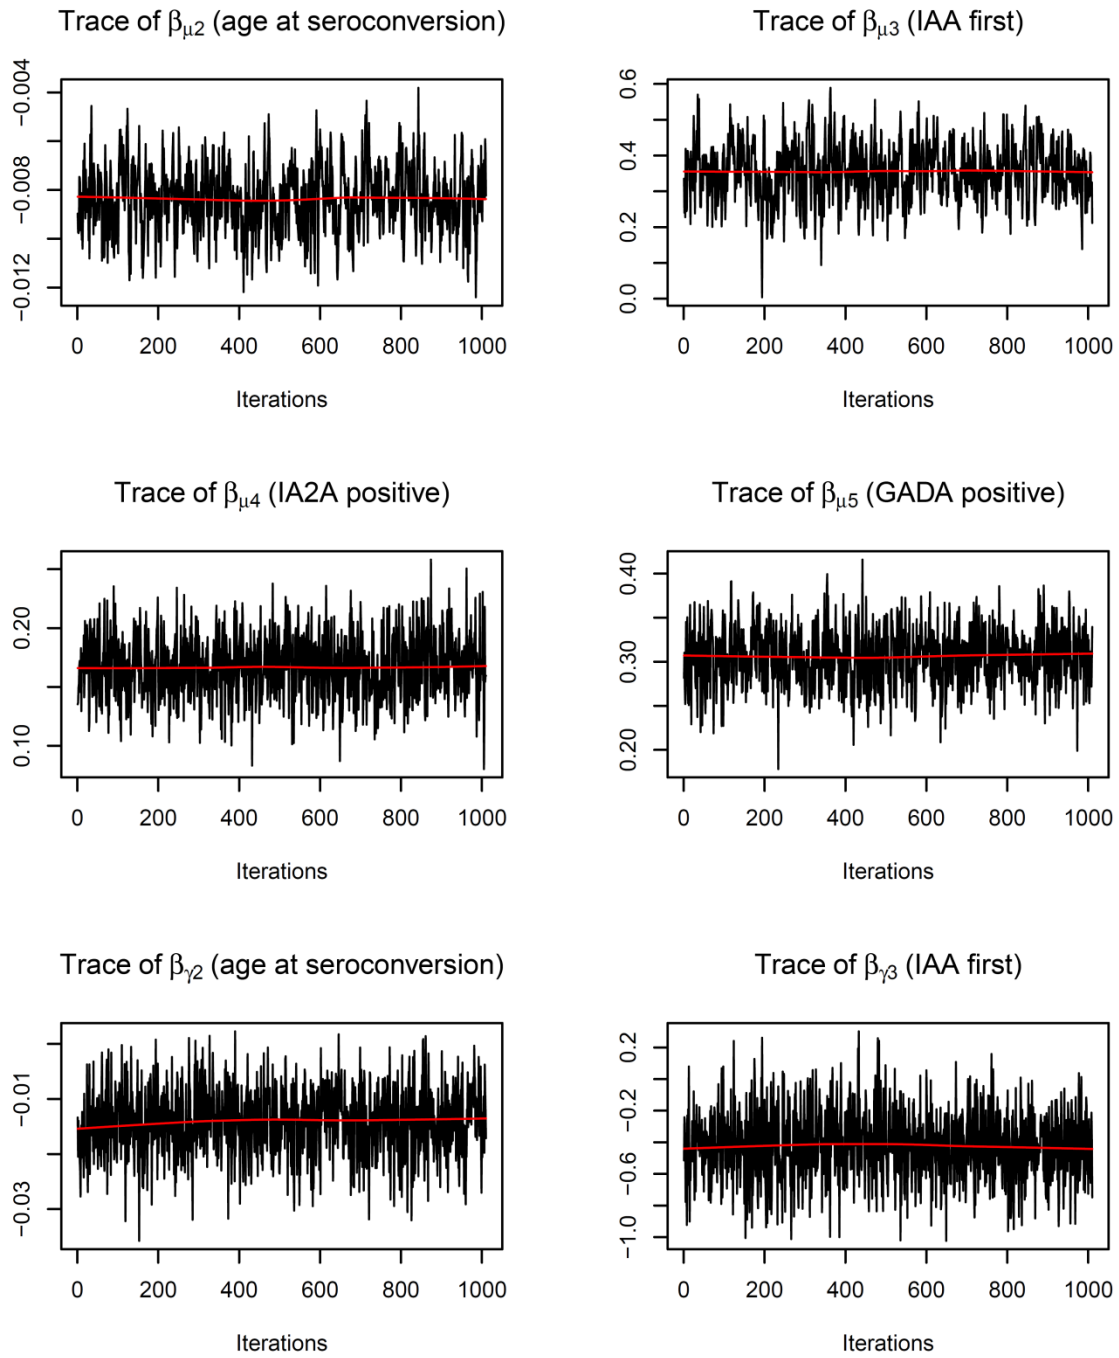 Trace of βμ2 (age at seroconversion)
−0.004
−0.008
−0.012
0 200 400 600 800 1000
Iterations
Trace of βμ3 (IAA first)
0.6
0.4
0.2
0.0
0 200 400 600 800 1000
Iterations
Trace of βμ4 (IA2A positive)
0.20
0.10
0 200 400 600 800 1000
Iterations
Trace of βμ5 (GADA positive)
0.40
0.30
0.20
0 200 400 600 800 1000
Iterations
Trace of βγ2 (age at seroconversion)
−0.01
−0.03
0 200 400 600 800 1000
Iterations
Trace of βγ3 (IAA first)
0.2
−0.2
−0.6
−1.0
0 200 400 600 800 1000
Iterations